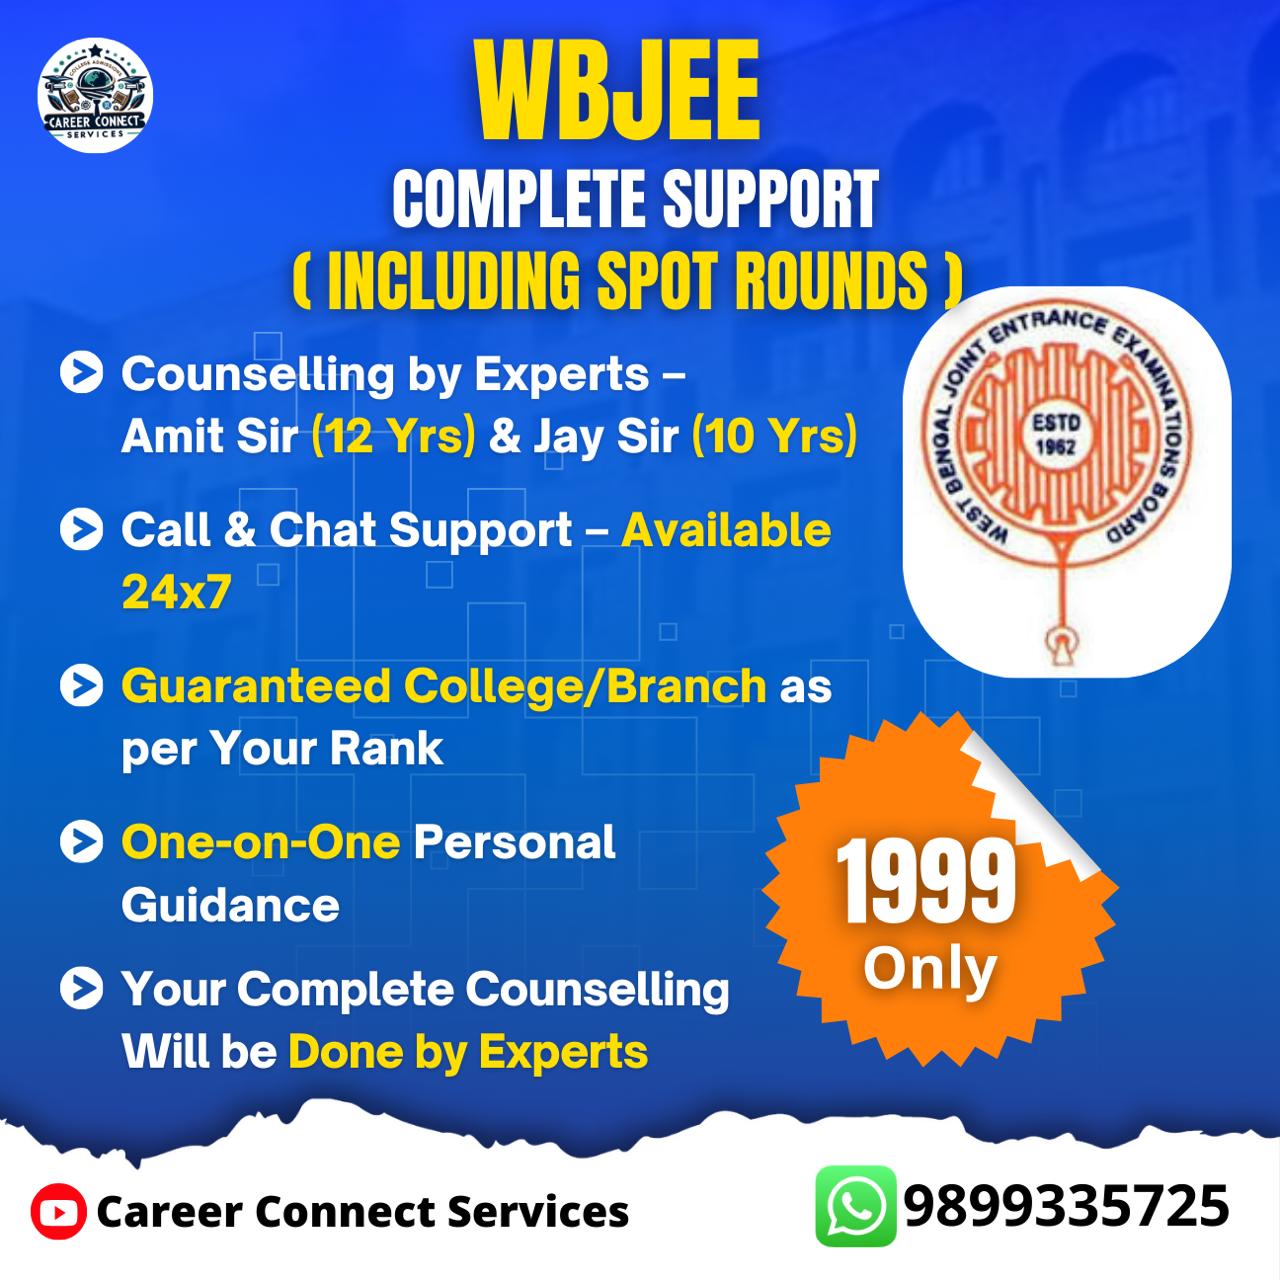 COLLEGE ADMISSIONS
CAREER CONNECT
SERVICES
WBJEE
COMPLETE SUPPORT
( INCLUDING SPOT ROUNDS )
WEST BENGAL JOINT ENTRANCE EXAMINATIONS BOARD
ESTD
1962
Counselling by Experts –
Amit Sir (12 Yrs) & Jay Sir (10 Yrs)
Call & Chat Support – Available
24x7
Guaranteed College/Branch as
per Your Rank
One-on-One Personal
Guidance
Your Complete Counselling
Will be Done by Experts
1999
Only
Career Connect Services
9899335725